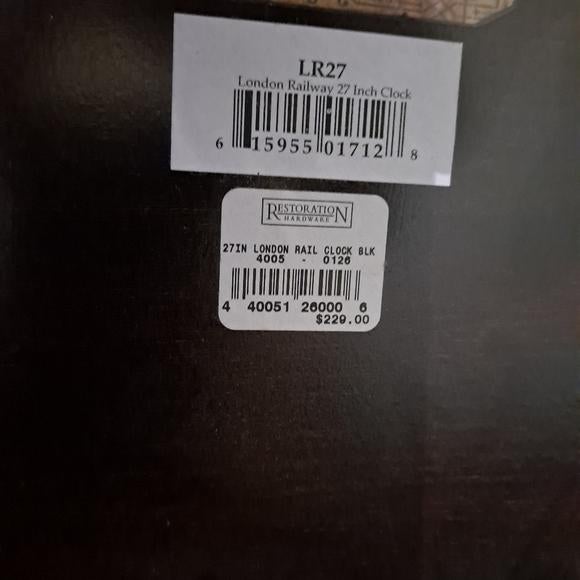 LR27
London Railway 27 Inch Clock
6 15955 01712 8
RESTORATION
HARDWARE
27IN LONDON RAIL CLOCK BLK
4005 - 0126
4 40051 26000 6
$229.00